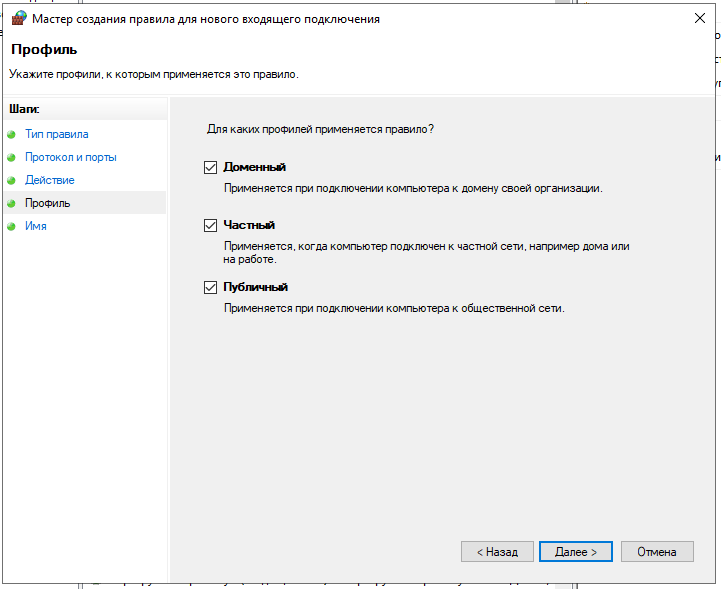 Мастер создания правила для нового входящего подключения
Профиль
Укажите профили, к которым применяется это правило.
Шаги:
Тип правила
Протокол и порты
Действие
Профиль
Имя
Для каких профилей применяется правило?
Доменный
Применяется при подключении компьютера к домену своей организации.
Частный
Применяется, когда компьютер подключен к частной сети, например дома или
на работе.
Публичный
Применяется при подключении компьютера к общественной сети.
< Назад
Далее >
Отмена